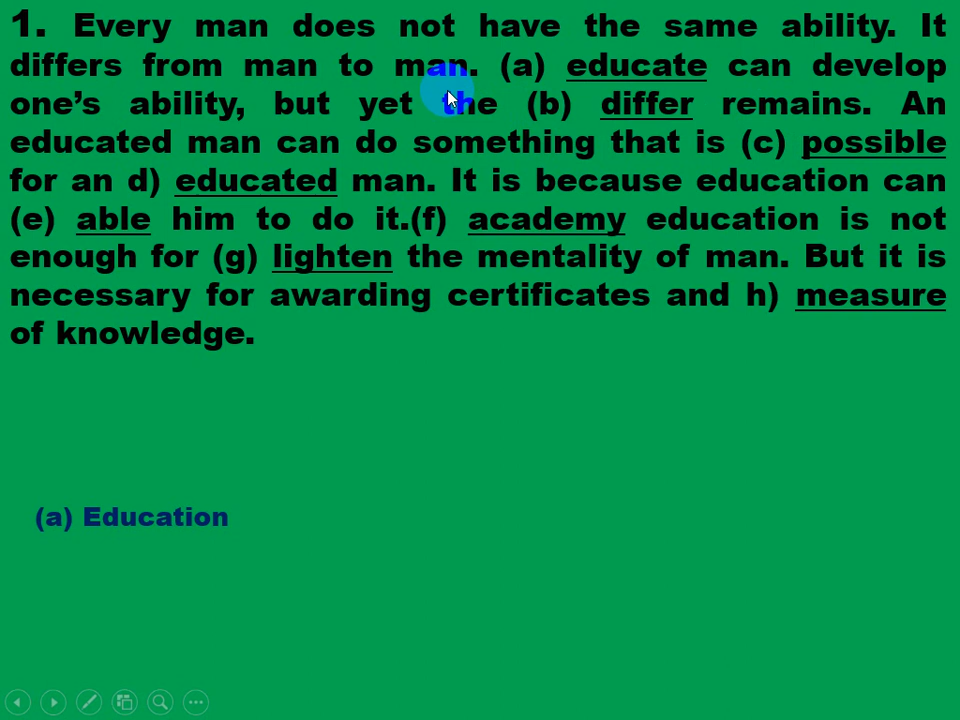 1. Every man does not have the same ability. It
differs from man to man. (a) educate can develop
one's ability, but yet the (b) differ remains. An
educated man can do something that is (c) possible
for an d) educated man. It is because education can
(e) able him to do it.(f) academy education is not
enough for (g) lighten the mentality of man. But it is
necessary for awarding certificates and h) measure
of knowledge.
(a) Education